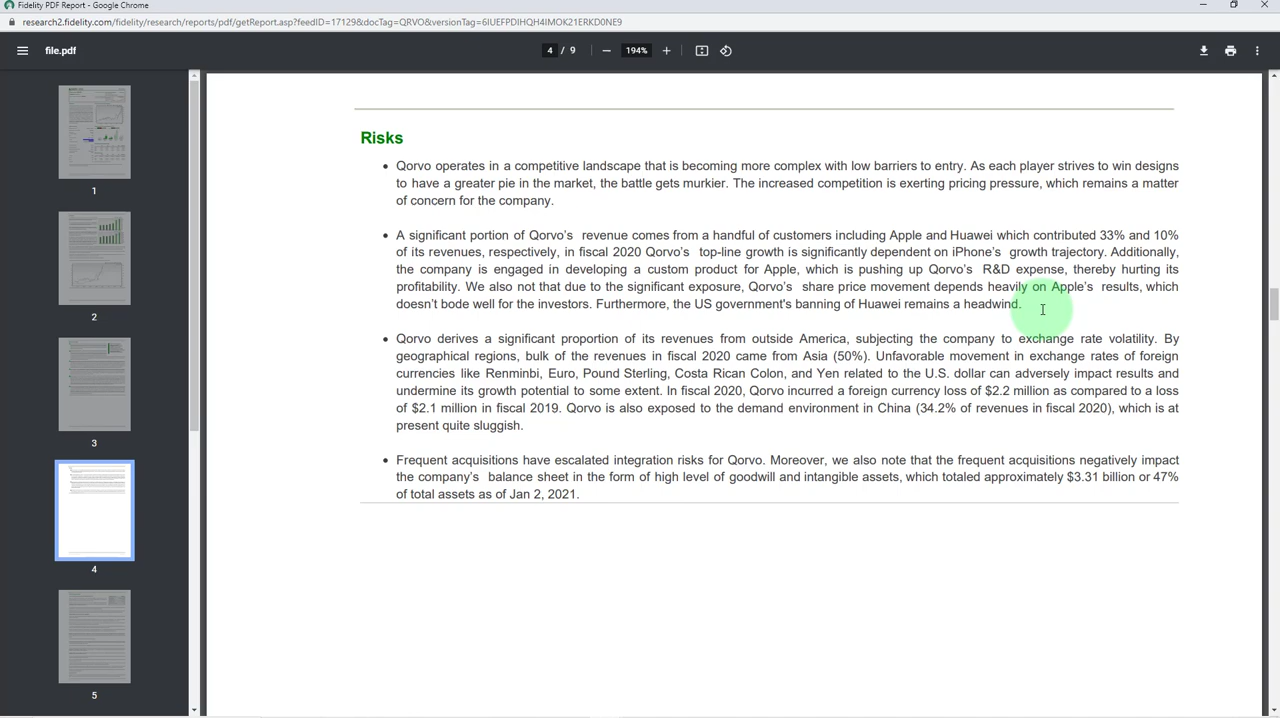 Fidelity PDF Report - Google Chrome
research2.fidelity.com/fidelity/research/reports/pdf/getReport.asp?feedID=17129&docTag=QRVO&versionTag=6IUEFPDIHQH4IMOK21ERKD0NE9
file.pdf
4 / 9
194%
1
2
3
4
5
Risks
• Qorvo operates in a competitive landscape that is becoming more complex with low barriers to entry. As each player strives to win designs
to have a greater pie in the market, the battle gets murkier. The increased competition is exerting pricing pressure, which remains a matter
of concern for the company.
• A significant portion of Qorvo's revenue comes from a handful of customers including Apple and Huawei which contributed 33% and 10%
of its revenues, respectively, in fiscal 2020 Qorvo's top-line growth is significantly dependent on iPhone's growth trajectory. Additionally,
the company is engaged in developing a custom product for Apple, which is pushing up Qorvo's R&D expense, thereby hurting its
profitability. We also not that due to the significant exposure, Qorvo's share price movement depends heavily on Apple's results, which
doesn't bode well for the investors. Furthermore, the US government's banning of Huawei remains a headwind.
• Qorvo derives a significant proportion of its revenues from outside America, subjecting the company to exchange rate volatility. By
geographical regions, bulk of the revenues in fiscal 2020 came from Asia (50%). Unfavorable movement in exchange rates of foreign
currencies like Renminbi, Euro, Pound Sterling, Costa Rican Colon, and Yen related to the U.S. dollar can adversely impact results and
undermine its growth potential to some extent. In fiscal 2020, Qorvo incurred a foreign currency loss of $2.2 million as compared to a loss
of $2.1 million in fiscal 2019. Qorvo is also exposed to the demand environment in China (34.2% of revenues in fiscal 2020), which is at
present quite sluggish.
• Frequent acquisitions have escalated integration risks for Qorvo. Moreover, we also note that the frequent acquisitions negatively impact
the company's balance sheet in the form of high level of goodwill and intangible assets, which totaled approximately $3.31 billion or 47%
of total assets as of Jan 2, 2021.